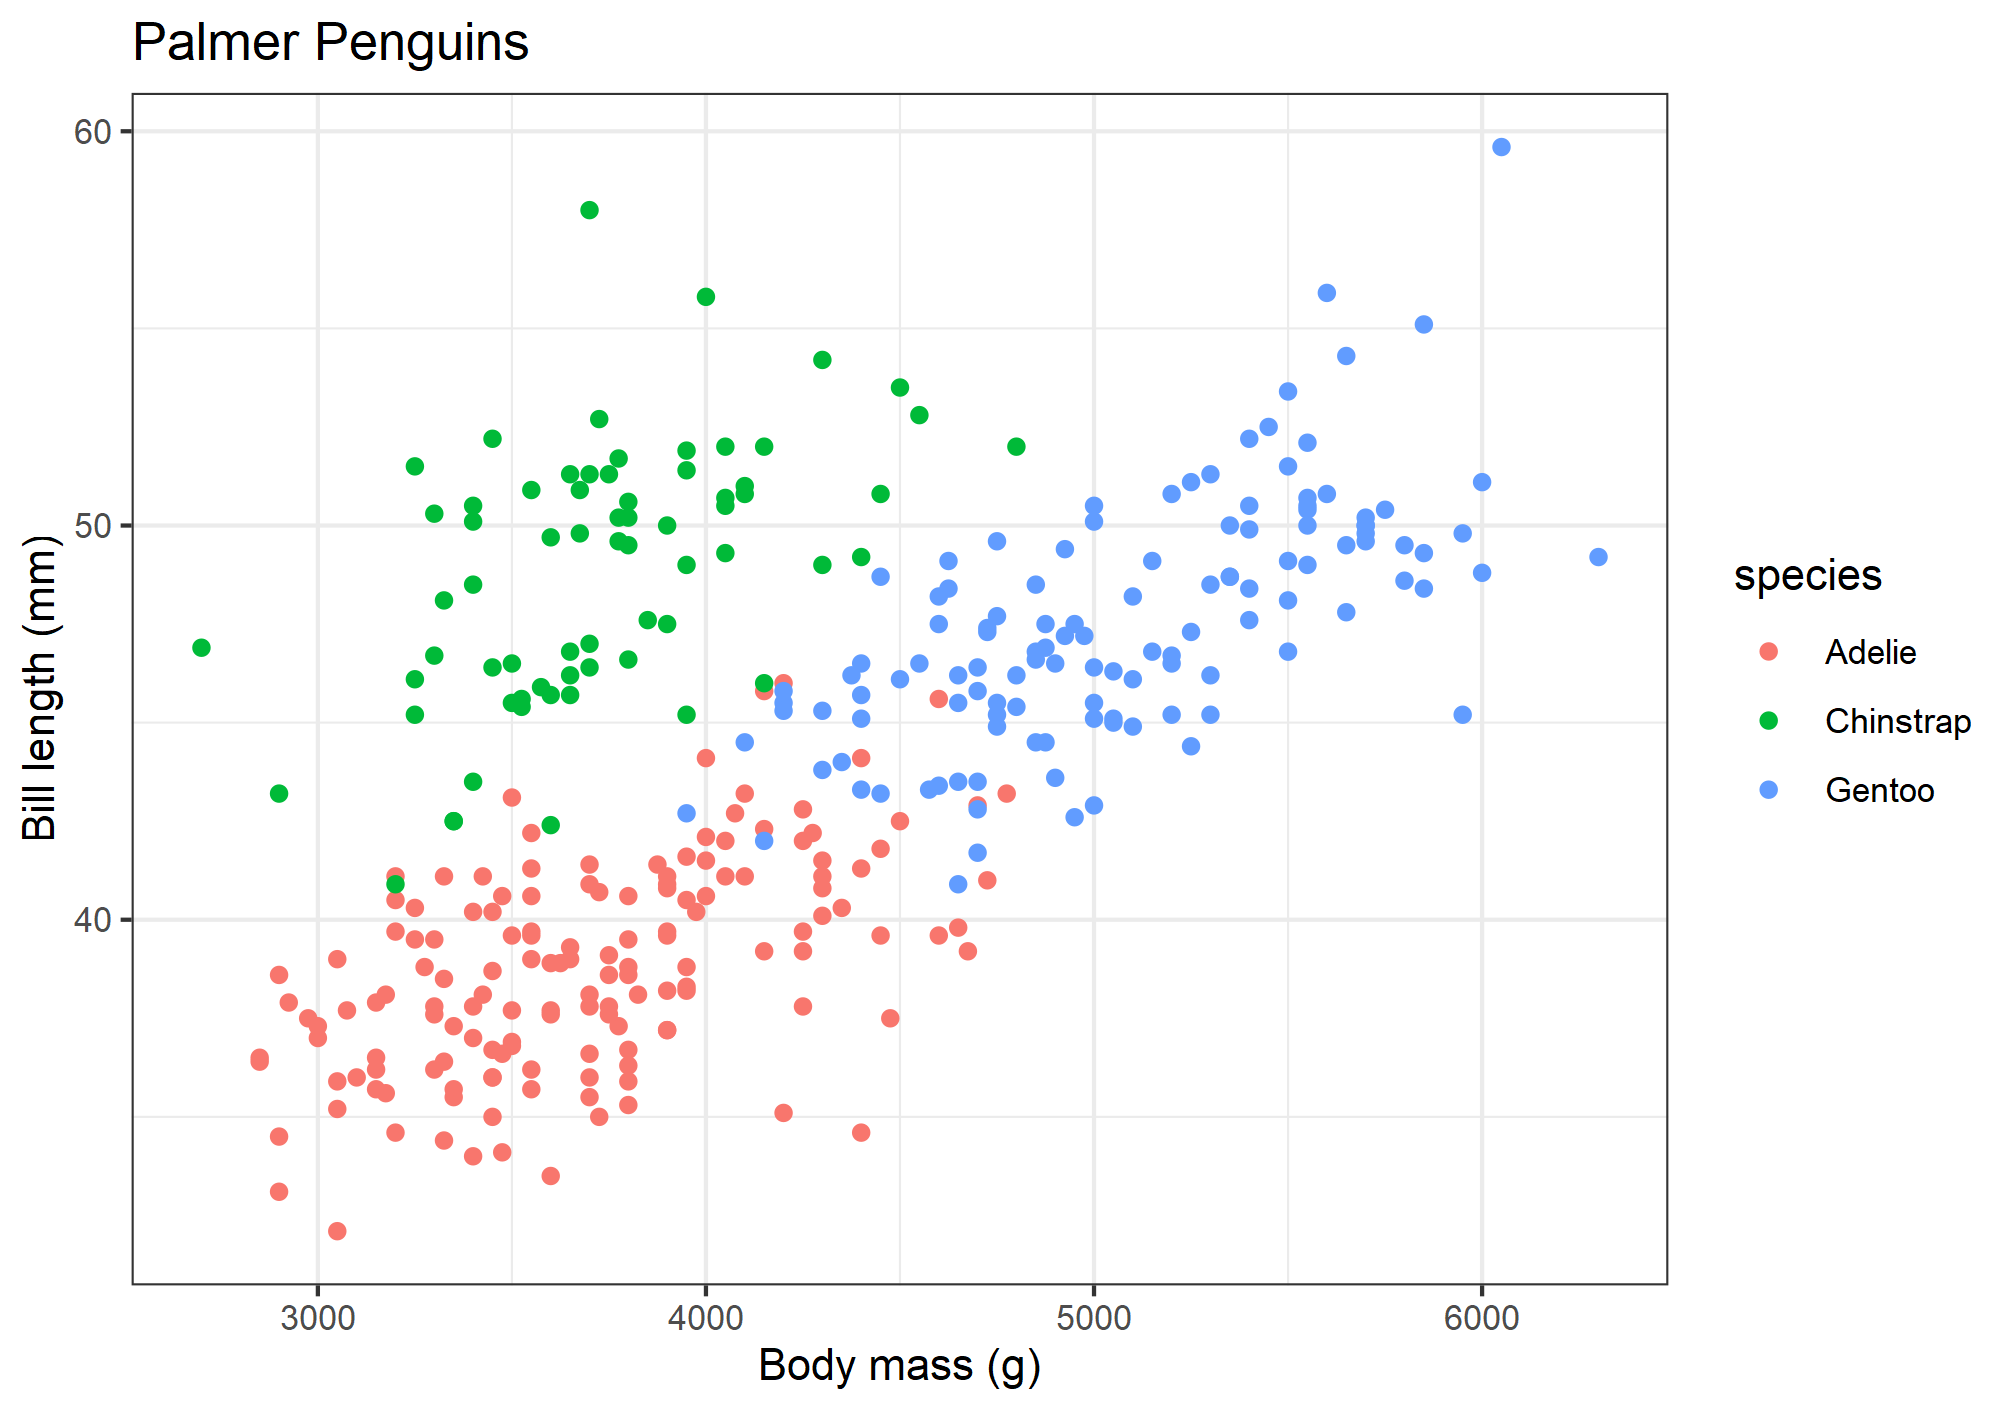 Palmer Penguins
60
50
40
Bill length (mm)
3000 4000 5000 6000
Body mass (g)
species
Adelie
Chinstrap
Gentoo